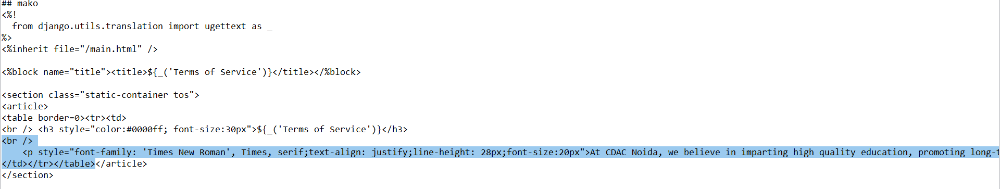 ## mako
<%!
  from django.utils.translation import ugettext as _
%>
<%inherit file="/main.html" />
<%block name="title"><title>${_('Terms of Service')}</title></%block>
<section class="static-container tos">
<article>
<table border=0><tr><td>
<br /> <h3 style="color:#0000ff; font-size:30px">${_('Terms of Service')}</h3>
<br />
    <p style="font-family: 'Times New Roman', Times, serif;text-align: justify;line-height: 28px;font-size:20px">At CDAC Noida, we believe in imparting high quality education, promoting long-
</td></tr></table></article>
</section>